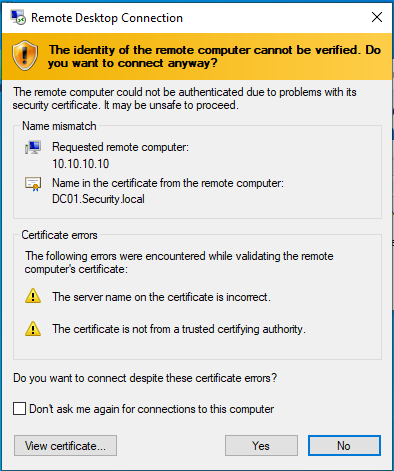 Remote Desktop Connection
The identity of the remote computer cannot be verified. Do
you want to connect anyway?
The remote computer could not be authenticated due to problems with its
security certificate. It may be unsafe to proceed.
Name mismatch
Requested remote computer:
10.10.10.10
Name in the certificate from the remote computer:
DC01.Security.local
Certificate errors
The following errors were encountered while validating the remote
computer's certificate:
The server name on the certificate is incorrect.
The certificate is not from a trusted certifying authority.
Do you want to connect despite these certificate errors?
Don't ask me again for connections to this computer
View certificate...
Yes
No